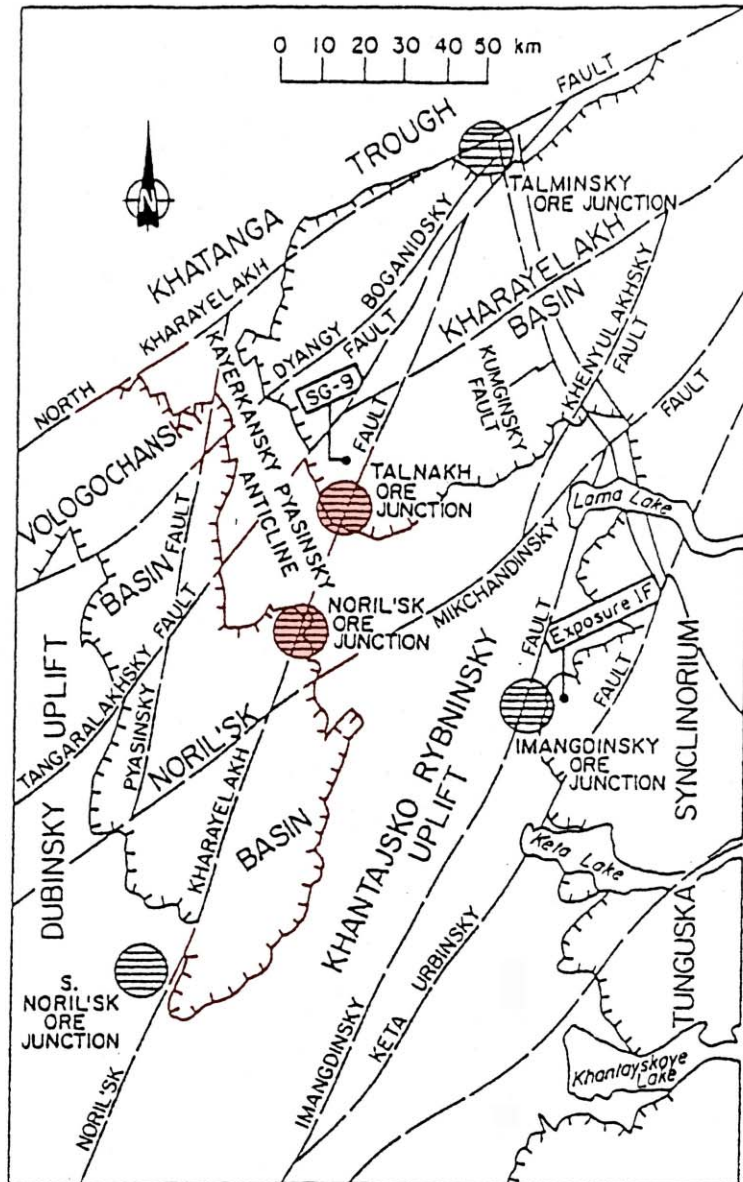 0 10 20 30 40 50 km
FAULT
TROUGH
KHATANGA
N
TALMINSKY
ORE JUNCTION
BOGANIDSKY
DYANGY
FAULT
KHARAYELAKH
BASIN
NORTH
KHARAYELAKH
KAYERKANSKY PYASINSKY
ANTICLINE
SG-9
FAULT
KUMGINSKY
FAULT
KHENYULAKHSKY
FAULT
FAULT
VOLOGOCHANSKY
BASIN
FAULT
TALNAKH
ORE
JUNCTION
Lama Lake
MIKCHANDINSKY
NORIL'SK
ORE
JUNCTION
Exposure 1F
FAULT
FAULT
UPLIFT
DUBINSKY
TANGARALAKHSKY
FAULT
PYASINSKY
NORIL'SK
BASIN
KHARAYELAKH
KHANTAJSKO RYBNINSKY
UPLIFT
IMANGDINSKY
ORE
JUNCTION
SYNCLINORIUM
TUNGUSKA
Keta Lake
KETA URBINSKY
IMANGDINSKY
S.
NORIL'SK
ORE
JUNCTION
NORIL'SK
Khantayskoye
Lake